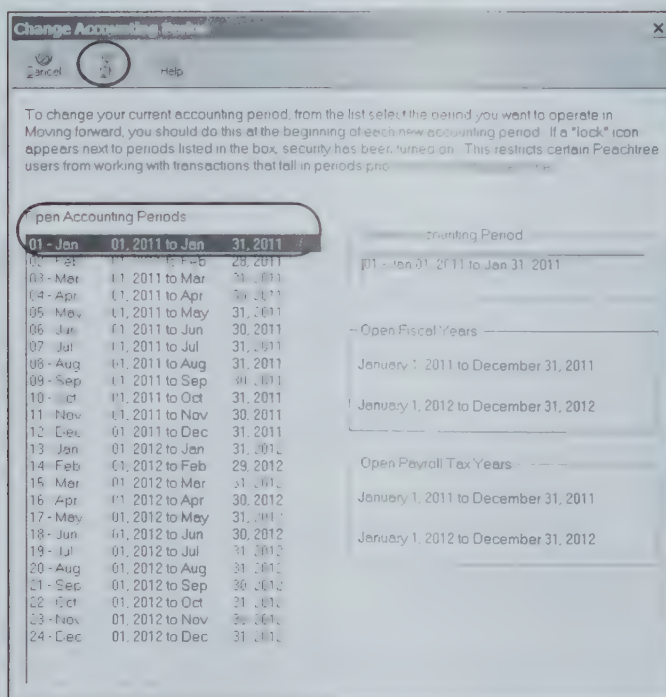 Change Accounting Period
Cancel Help
To change your current accounting period, from the list select the period you want to operate in
Moving forward, you should do this at the beginning of each new accounting period If a "lock" icon
appears next to periods listed in the box, security has been turned on This restricts certain Peachtree
users from working with transactions that fall in periods
pen Accounting Periods
01 - Jan 01, 2011 to Jan 31, 2011
02 - Feb 28, 2011
03 - Mar 01, 2011 to Mar 31, 2011
04 - Apr 01, 2011 to Apr 30, 2011
05 May 01, 2011 to May 31, 2011
06 Jun 01 2011 to Jun 30, 2011
07 Jul 01, 2011 to Jul 31, 2011
08 - Aug 01, 2011 to Aug 31, 2011
09 - Sep 01 2011 to Sep
10 - 01, 2011 to Oct 31, 2011
11 Nov 01, 2011 to Nov 30, 2011
12 Dec 01 2011 to Dec 31, 2011
13 Jan 01 2012 to Jan 31, 2012
14 Feb 01, 2012 to Feb 29, 2012
15 Mar 01 2012 to Mar 31
16 Apr 01 2012 to Apr 30, 2012
17 - May 01, 2012 to May 31,
18 - Jun 01, 2012 to Jun 30, 2012
19 - Jul 01, 2012 to Jul 31 2012
20 - Aug 01, 2012 to Aug 31 2012
21 - Sep 01, 2012 to Sep 30 2012
22 Oct 01, 2012 to Oct 31
23 - Nov 01, 2012 to Nov
24 - Dec 01, 2012 to Dec 31
Period
01 - Jan 01, 2011 to Jan 31, 2011
Open Fiscal Years
January 1, 2011 to December 31, 2011
January 1, 2012 to December 31, 2012
Open Payroll Tax Years
January 1, 2011 to December 31, 2011
January 1, 2012 to December 31, 2012